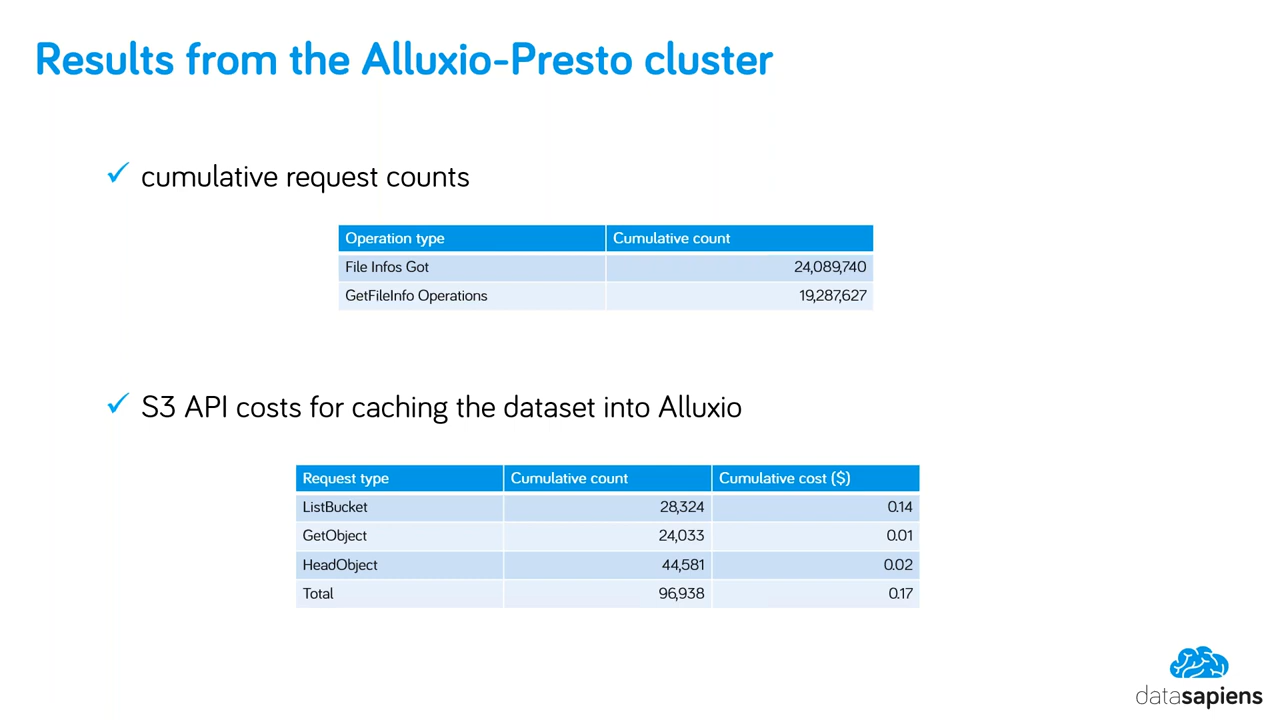 Results from the Alluxio-Presto cluster
✓ cumulative request counts
Operation type Cumulative count
File Infos Got 24,089,740
GetFileInfo Operations 19,287,627
✓ S3 API costs for caching the dataset into Alluxio
Request type Cumulative count Cumulative cost ($)
ListBucket 28,324 0.14
GetObject 24,033 0.01
HeadObject 44,581 0.02
Total 96,938 0.17
datasapiens